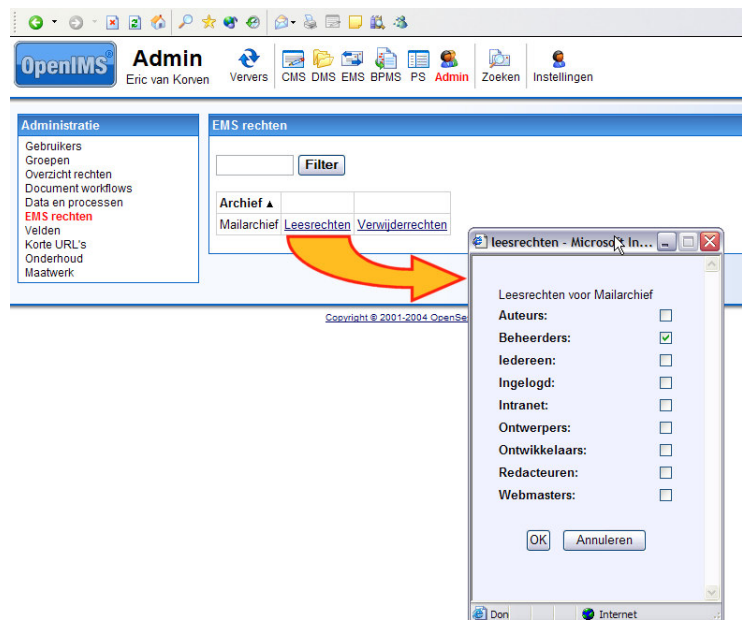 OpenIMS®
Admin
Eric van Korven
Ververs
CMS DMS EMS BPMS PS Admin
Zoeken
Instellingen
Administratie
Gebruikers
Groepen
Overzicht rechten
Document workflows
Data en processen
EMS rechten
Velden
Korte URL's
Onderhoud
Maatwerk
EMS rechten
Filter
Archief ▲
Mailarchief Leesrechten Verwijderrechten
Copyright © 2001-2004 OpenSe
leesrechten - Microsoft In...
Leesrechten voor Mailarchief
Auteurs:
Beheerders:
Iedereen:
Ingelogd:
Intranet:
Ontwerpers:
Ontwikkelaars:
Redacteuren:
Webmasters:
OK Annuleren
Don Internet